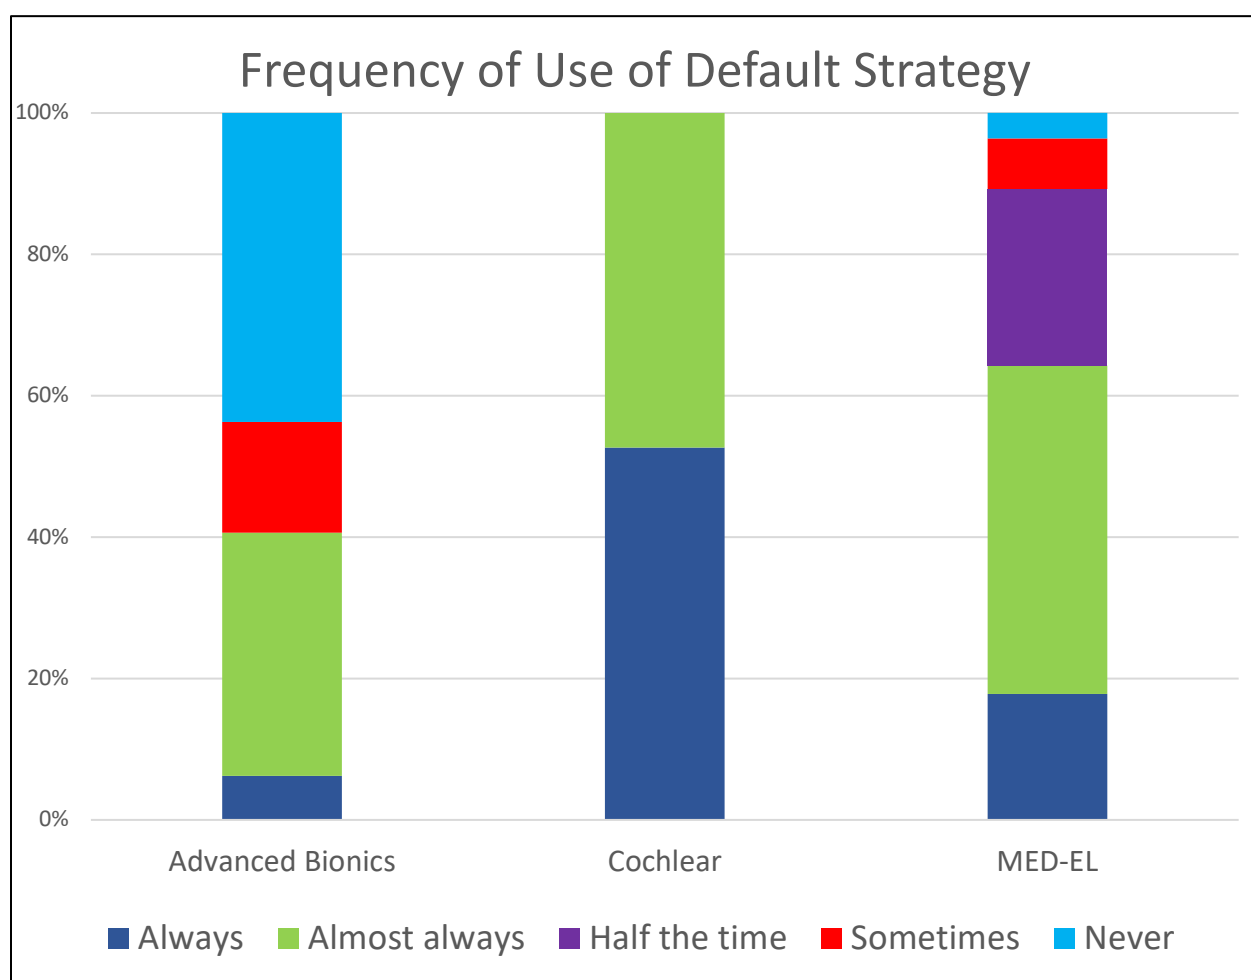 Frequency of Use of Default Strategy
100%
80%
60%
40%
20%
0%
Advanced Bionics Cochlear MED-EL
Always Almost always Half the time Sometimes Never